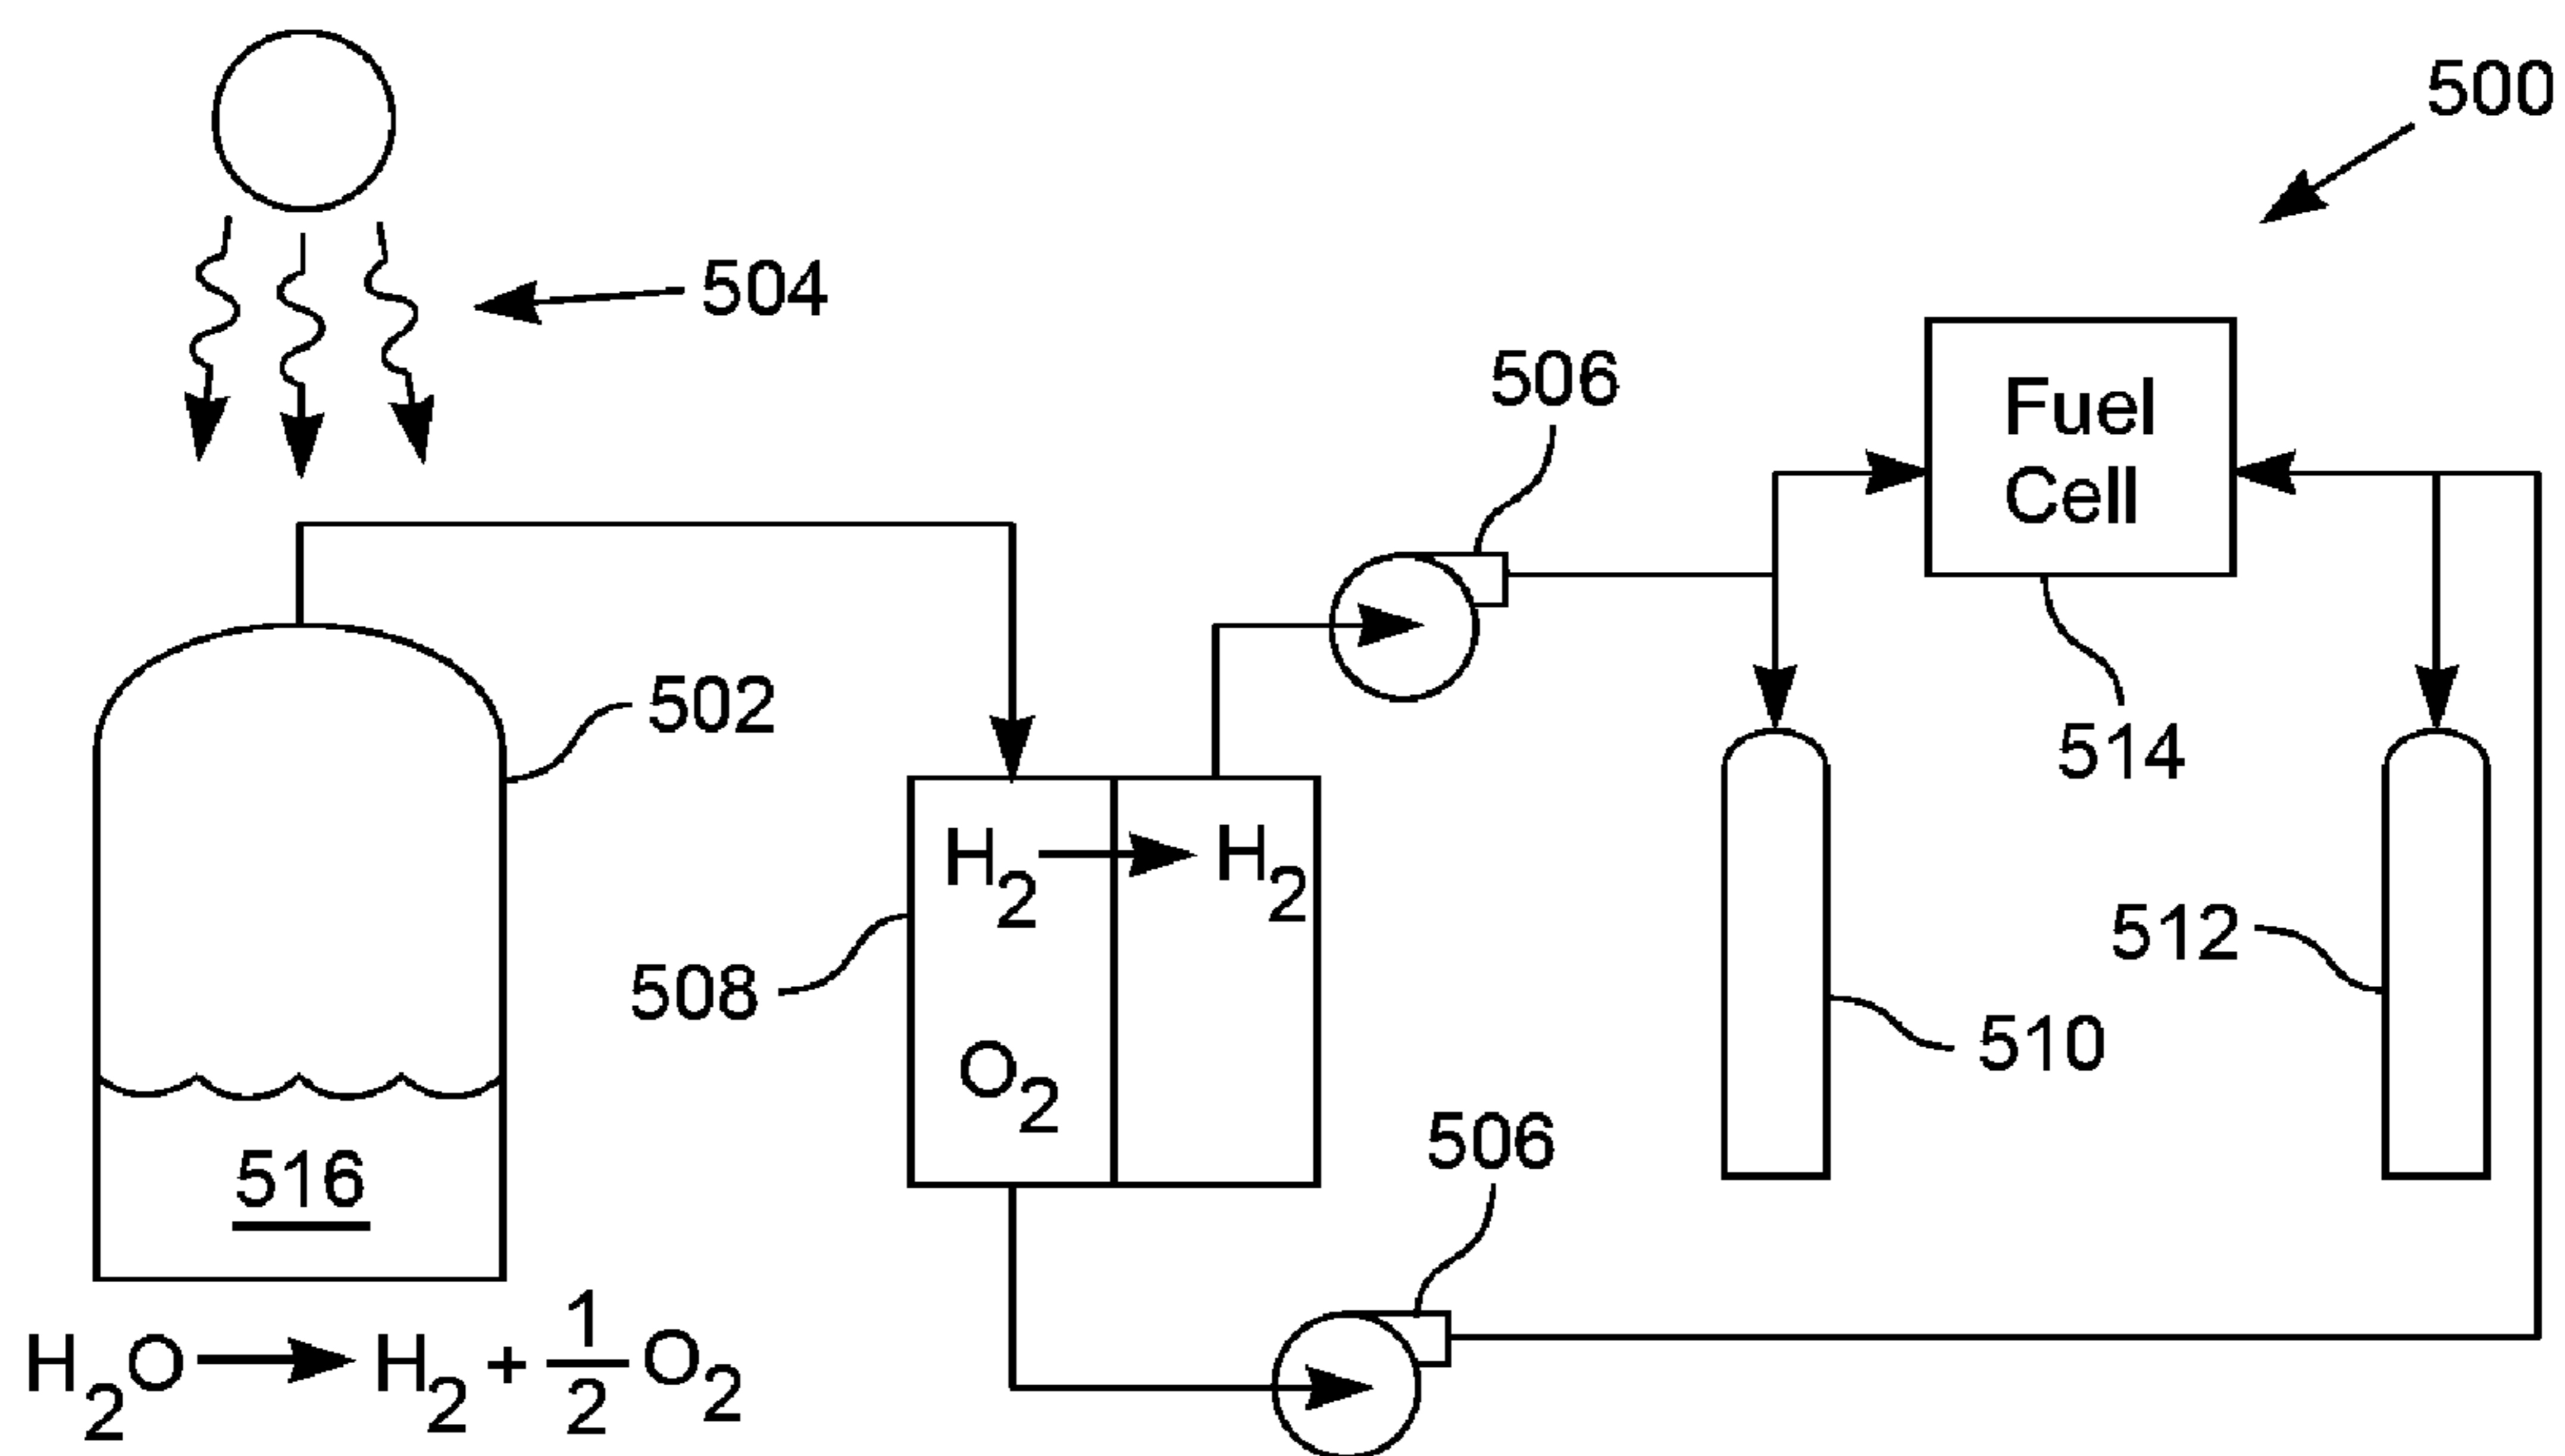 500
504
506
Fuel
Cell
502
514
H₂ → H₂
508
512
510
O₂
506
516
H₂O → H₂ + 1/2 O₂